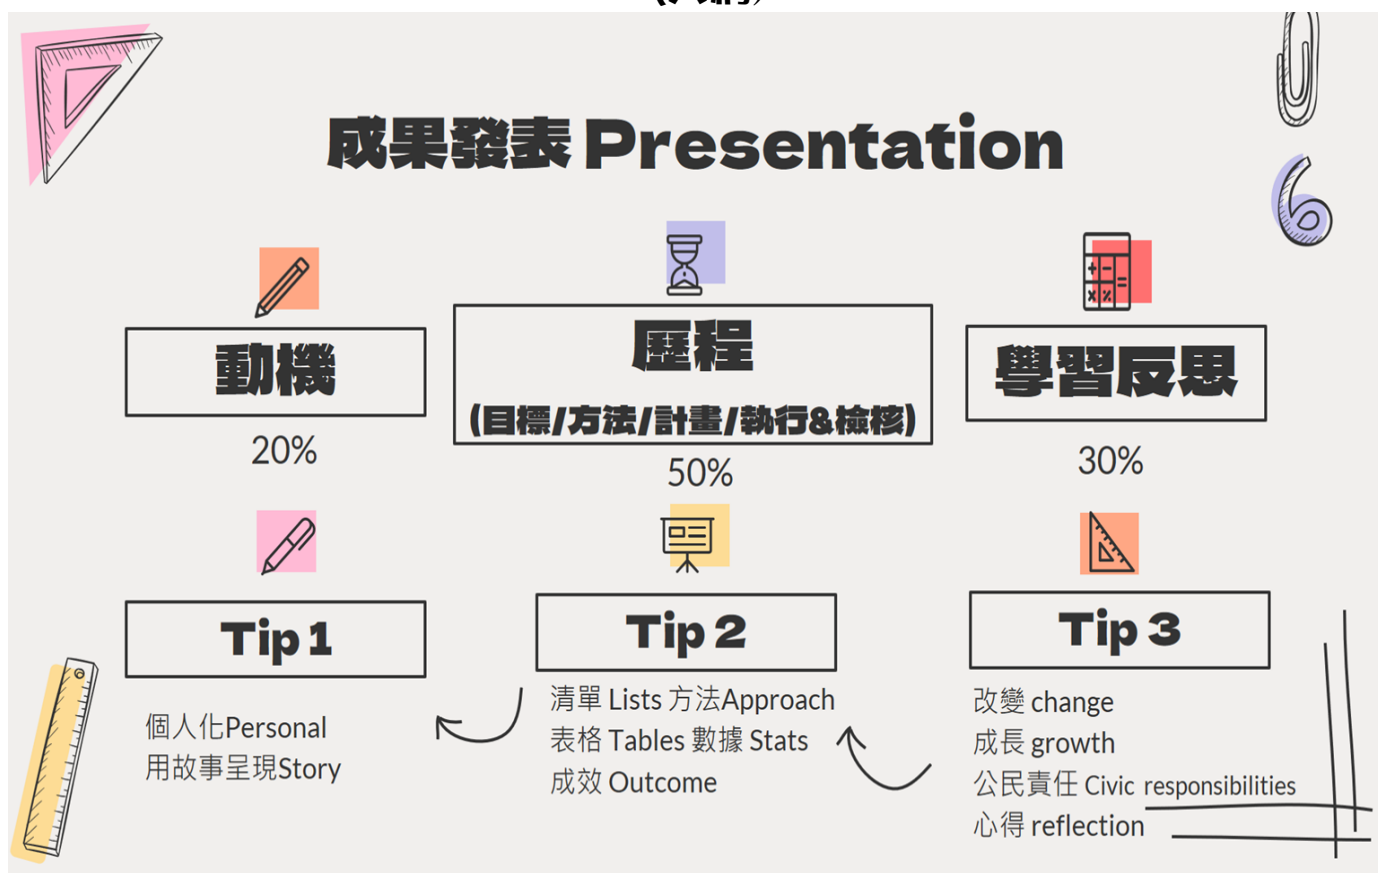 成果發表 Presentation
動機
20%
歷程
(目標/方法/計畫/執行&檢核)
50%
學習反思
30%
Tip 1
個人化Personal
用故事呈現Story
Tip 2
清單 Lists 方法Approach
表格 Tables 數據 Stats
成效 Outcome
Tip 3
改變 change
成長 growth
公民責任 Civic responsibilities
心得 reflection